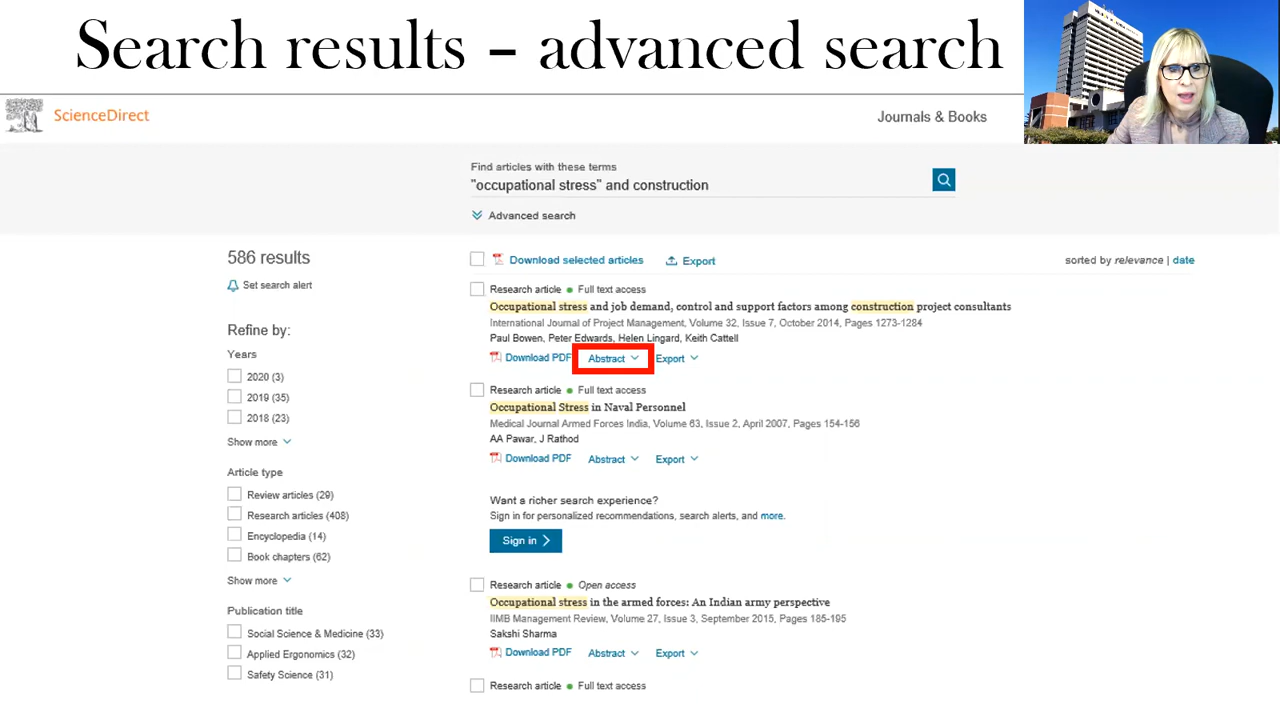 Search results – advanced search
ScienceDirect
Journals & Books
Find articles with these terms
"occupational stress" and construction
Advanced search
586 results
Set search alert
Refine by:
Years
2020 (3)
2019 (35)
2018 (23)
Show more
Article type
Review articles (29)
Research articles (408)
Encyclopedia (14)
Book chapters (62)
Show more
Publication title
Social Science & Medicine (33)
Applied Ergonomics (32)
Safety Science (31)
Download selected articles Export
sorted by relevance | date
Research article Full text access
Occupational stress and job demand, control and support factors among construction project consultants
International Journal of Project Management, Volume 32, Issue 7, October 2014, Pages 1273-1284
Paul Bowen, Peter Edwards, Helen Lingard, Keith Cattell
Download PDF Abstract Export
Research article Full text access
Occupational Stress in Naval Personnel
Medical Journal Armed Forces India, Volume 63, Issue 2, April 2007, Pages 154-156
AA Pawar, J Rathod
Download PDF Abstract Export
Want a richer search experience?
Sign in for personalized recommendations, search alerts, and more.
Sign in
Research article Open access
Occupational stress in the armed forces: An Indian army perspective
IIMB Management Review, Volume 27, Issue 3, September 2015, Pages 185-195
Sakshi Sharma
Download PDF Abstract Export
Research article Full text access